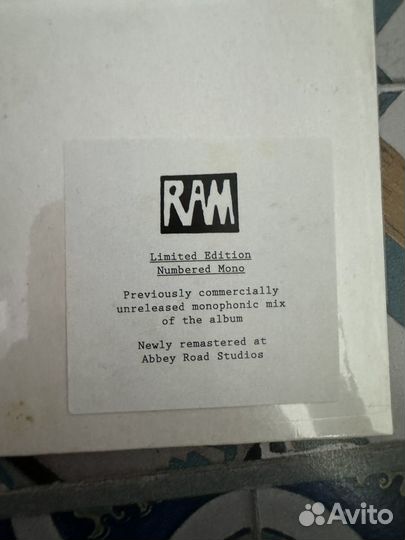 RAM
Limited Edition
Numbered Mono
Previously commercially
unreleased monophonic mix
of the album
Newly remastered at
Abbey Road Studios
Avito